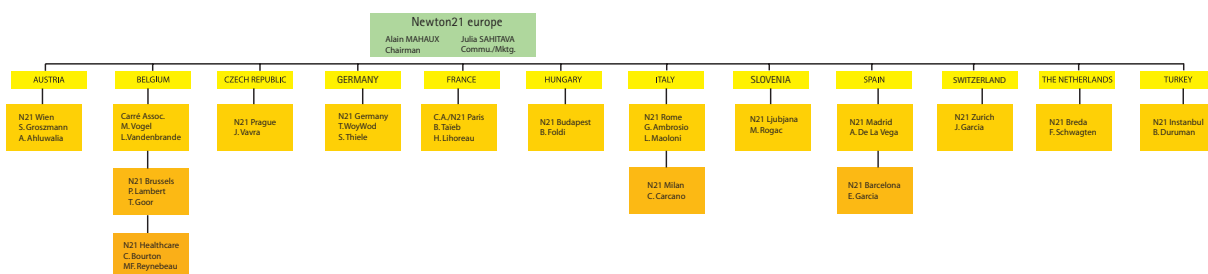 Newton21 europe
Alain MAHAUX
Chairman
Julia SAHITAVA
Commu./Mktg.
AUSTRIA
BELGIUM
CZECH REPUBLIC
GERMANY
FRANCE
HUNGARY
ITALY
SLOVENIA
SPAIN
SWITZERLAND
THE NETHERLANDS
TURKEY
N21 Wien
S. Groszmann
A. Ahluwalia
Carré Assoc.
M. Vogel
L. Vandenbrande
N21 Prague
J. Vavra
N21 Germany
T. WoyWod
S. Thiele
C.A./N21 Paris
B. Taieb
H. Lihoreau
N21 Budapest
B. Foldi
N21 Rome
G. Ambrosio
L. Maoloni
N21 Ljubjana
M. Rogac
N21 Madrid
A. De La Vega
N21 Zurich
J. Garcia
N21 Breda
F. Schwagten
N21 Instanbul
B. Duruman
N21 Brussels
P. Lambert
T. Goor
N21 Milan
C. Carcano
N21 Barcelona
E. Garcia
N21 Healthcare
C. Bourton
MF. Reynebeau